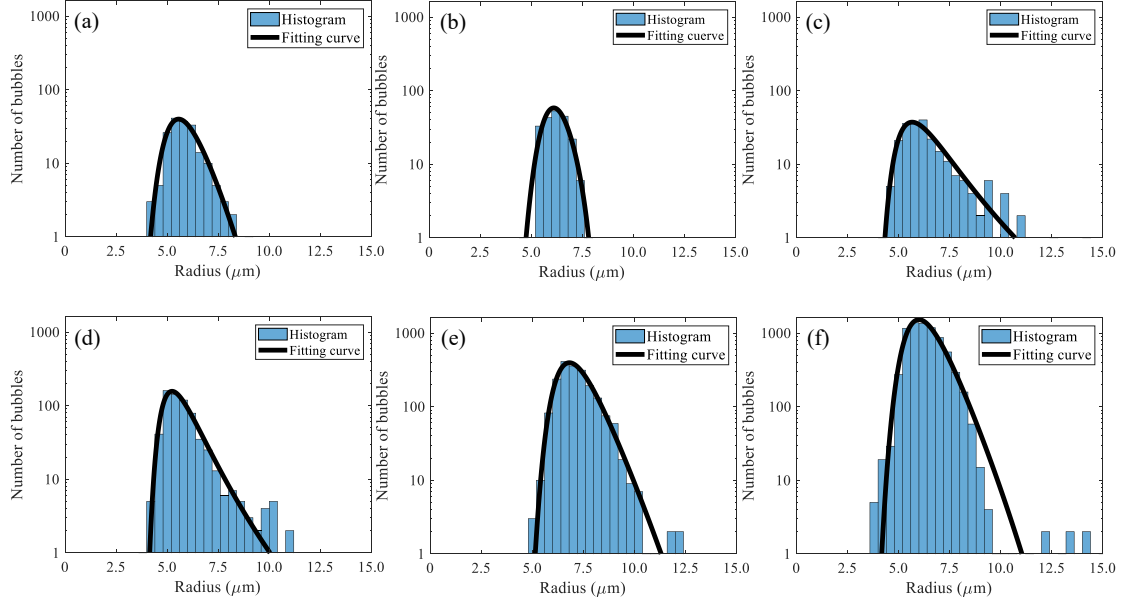 (a)
Histogram
Fitting curve
Number of bubbles
1000
100
10
1
0 2.5 5.0 7.5 10.0 12.5 15.0
Radius (μm)
(b)
Histogram
Fitting cuerve
Number of bubbles
1000
100
10
1
0 2.5 5.0 7.5 10.0 12.5 15.0
Radius (μm)
(c)
Histogram
Fitting curve
Number of bubbles
1000
100
10
1
0 2.5 5.0 7.5 10.0 12.5 15.0
Radius (μm)
(d)
Histogram
Fitting curve
Number of bubbles
1000
100
10
1
0 2.5 5.0 7.5 10.0 12.5 15.0
Radius (μm)
(e)
Histogram
Fitting curve
Number of bubbles
1000
100
10
1
0 2.5 5.0 7.5 10.0 12.5 15.0
Radius (μm)
(f)
Histogram
Fitting curve
Number of bubbles
1000
100
10
1
0 2.5 5.0 7.5 10.0 12.5 15.0
Radius (μm)